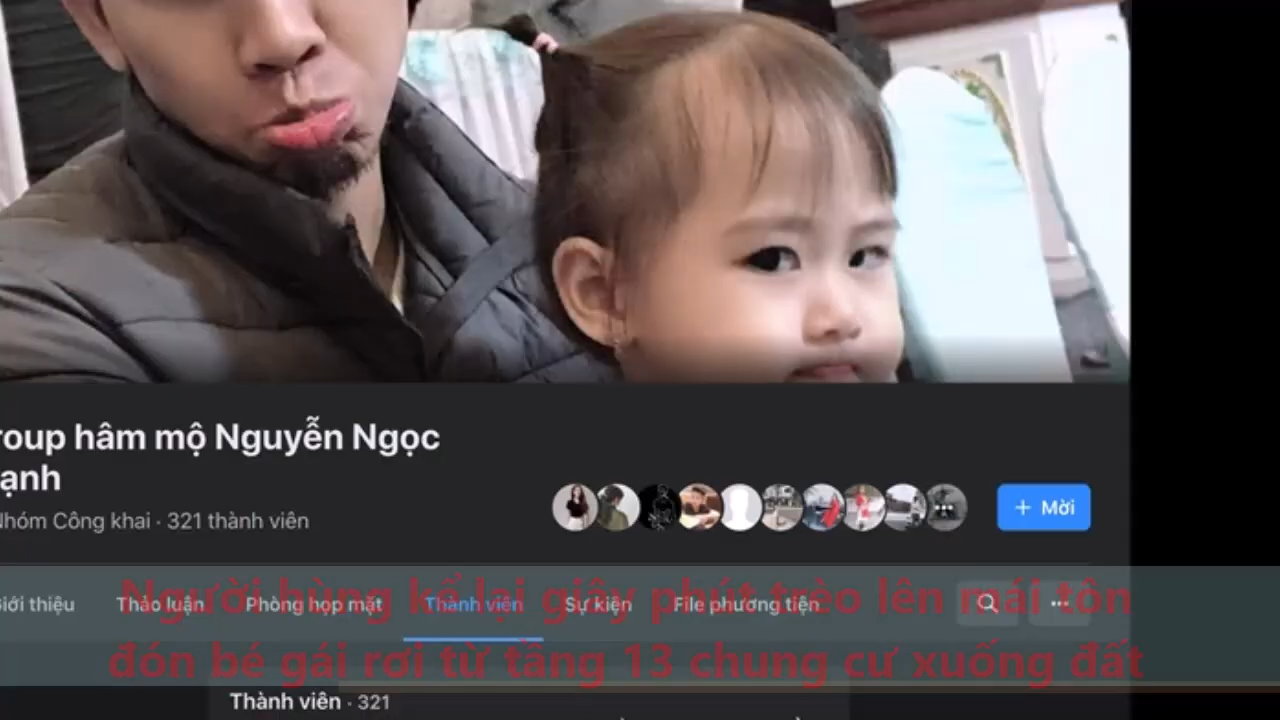 roup hâm mộ Nguyễn Ngọc
ạnh
Nhóm Công khai · 321 thành viên
+ Mời
iới thiệu Thảo luận Phòng họp mặt Thành viên Sự kiện File phương tiện
Người hùng kể lại giây phút trèo lên mái tôn
đón bé gái rơi từ tầng 13 chung cư xuống đất
Thành viên · 321